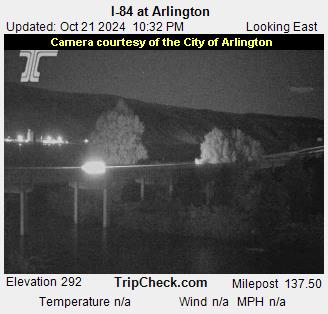 I-84 at Arlington
Updated: Oct 21 2024 10:32 PM Looking East
Camera courtesy of the City of Arlington
Elevation 292 TripCheck.com Milepost 137.50
Temperature n/a Wind n/a MPH n/a